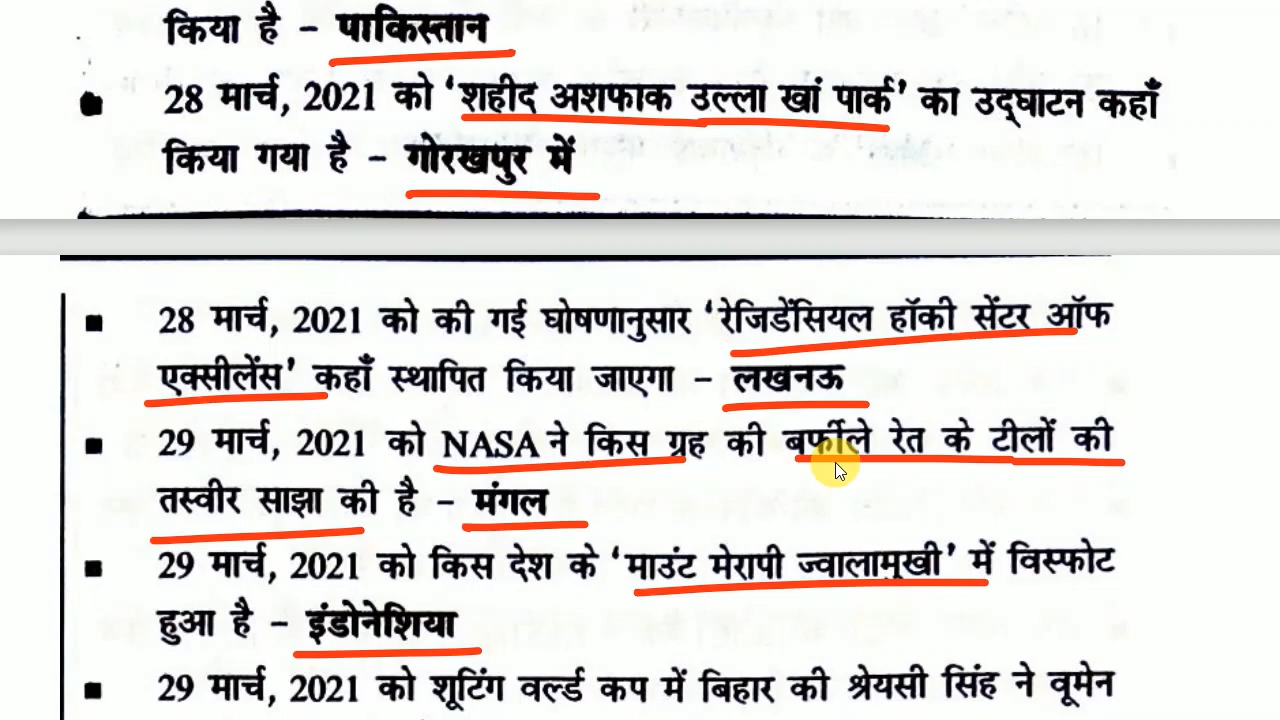 किया है – पाकिस्तान
28 मार्च, 2021 को ‘शहीद अशफाक उल्ला खां पार्क’ का उद्घाटन कहाँ
किया गया है – गोरखपुर में
28 मार्च, 2021 को की गई घोषणानुसार ‘रेजिडेंसियल हॉकी सेंटर ऑफ
एक्सीलेंस’ कहाँ स्थापित किया जाएगा – लखनऊ
29 मार्च, 2021 को NASA ने किस ग्रह की बर्फीले रेत के टीलों की
तस्वीर साझा की है – मंगल
29 मार्च, 2021 को किस देश के ‘माउंट मेरापी ज्वालामुखी’ में विस्फोट
हुआ है – इंडोनेशिया
29 मार्च, 2021 को शूटिंग वर्ल्ड कप में बिहार की श्रेयसी सिंह ने वूमेन